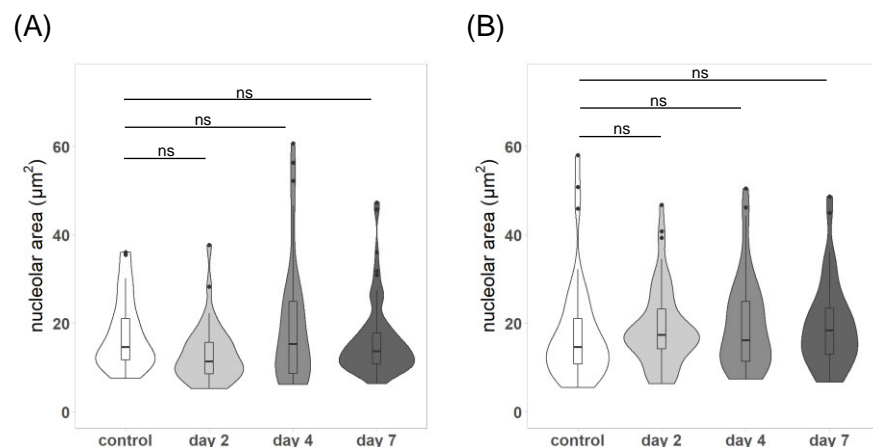 (A)
nucleolar area (µm²)
60
40
20
0
ns
ns
ns
control day 2 day 4 day 7
(B)
nucleolar area (µm²)
60
40
20
0
ns
ns
ns
control day 2 day 4 day 7